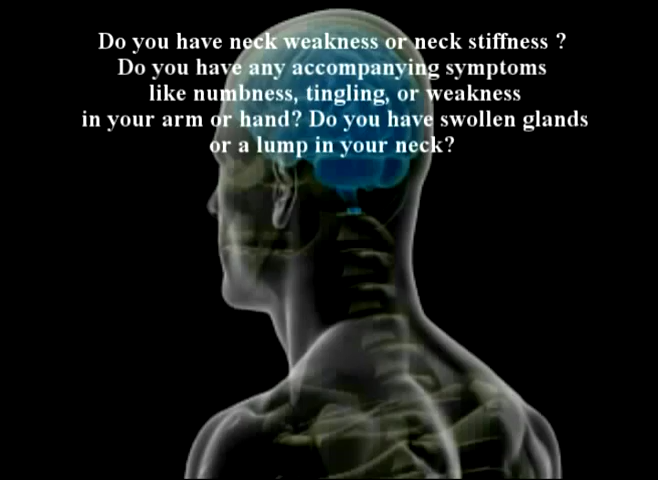 Do you have neck weakness or neck stiffness ?
Do you have any accompanying symptoms
like numbness, tingling, or weakness
in your arm or hand? Do you have swollen glands
or a lump in your neck?